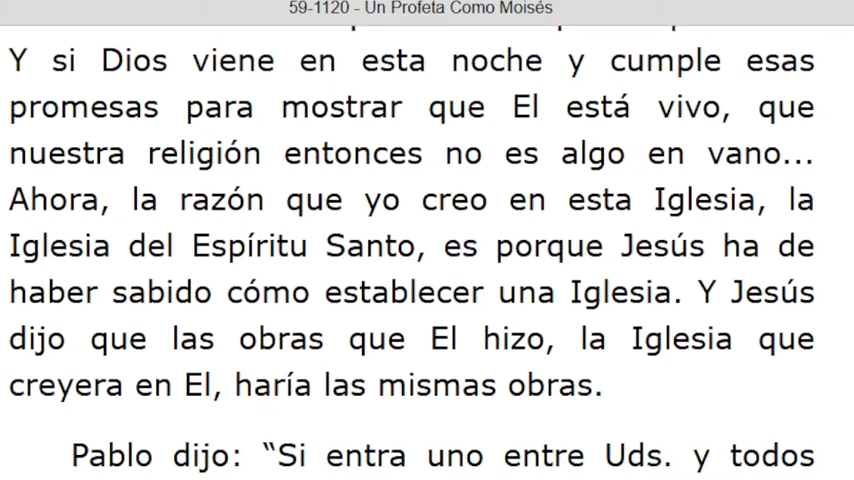 59-1120 - Un Profeta Como Moisés
Y si Dios viene en esta noche y cumple esas
promesas para mostrar que El está vivo, que
nuestra religión entonces no es algo en vano...
Ahora, la razón que yo creo en esta Iglesia, la
Iglesia del Espíritu Santo, es porque Jesús ha de
haber sabido cómo establecer una Iglesia. Y Jesús
dijo que las obras que El hizo, la Iglesia que
creyera en El, haría las mismas obras.
Pablo dijo: “Si entra uno entre Uds. y todos